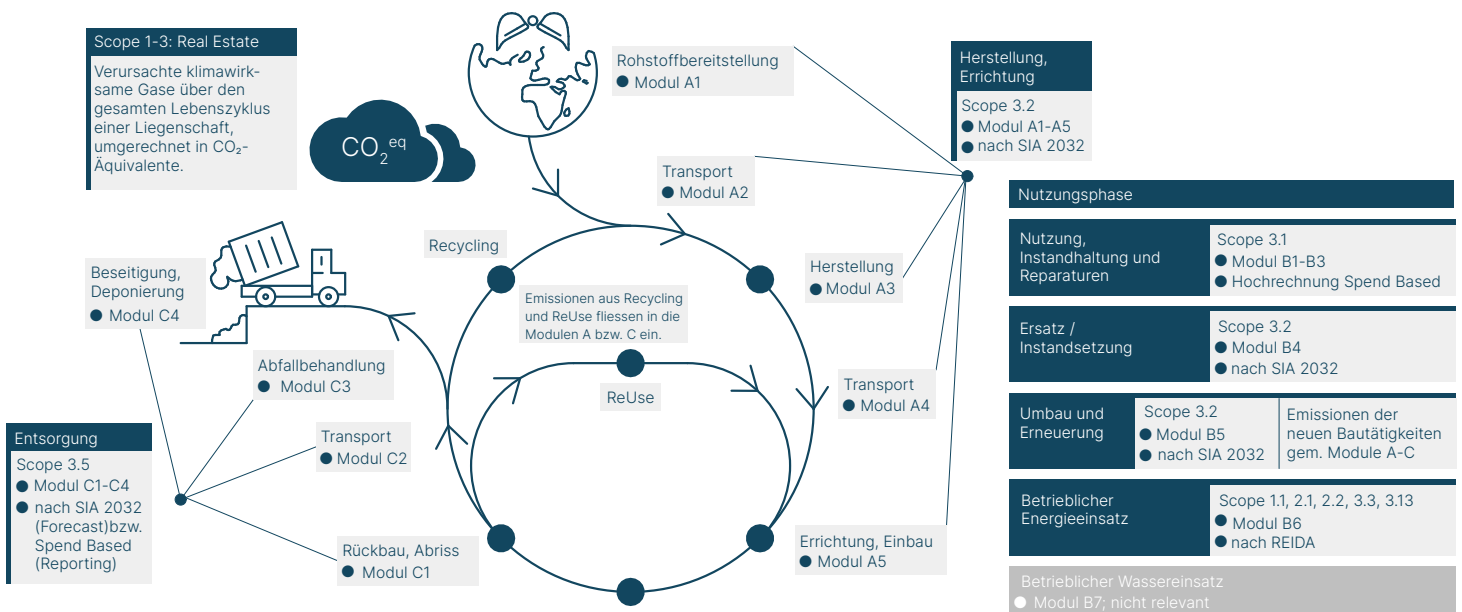 Scope 1-3: Real Estate
Verursachte klimawirk-
same Gase über den
gesamten Lebenszyklus
einer Liegenschaft,
umgerechnet in CO₂-
Äquivalente.
CO₂eq
Rohstoffbereitstellung
Modul A1
Transport
Modul A2
Herstellung
Modul A3
Transport
Modul A4
Errichtung, Einbau
Modul A5
Herstellung,
Errichtung
Scope 3.2
Modul A1-A5
nach SIA 2032
Recycling
Emissionen aus Recycling
und ReUse fliessen in die
Modulen A bzw. C ein.
ReUse
Beseitigung,
Deponierung
Modul C4
Abfallbehandlung
Modul C3
Transport
Modul C2
Rückbau, Abriss
Modul C1
Entsorgung
Scope 3.5
Modul C1-C4
nach SIA 2032
(Forecast)bzw.
Spend Based
(Reporting)
Nutzungsphase
Nutzung,
Instandhaltung und
Reparaturen
Scope 3.1
Modul B1-B3
Hochrechnung Spend Based
Ersatz /
Instandsetzung
Scope 3.2
Modul B4
nach SIA 2032
Umbau und
Erneuerung
Scope 3.2
Modul B5
nach SIA 2032
Emissionen der
neuen Bautätigkeiten
gem. Module A-C
Betrieblicher
Energieeinsatz
Scope 1.1, 2.1, 2.2, 3.3, 3.13
Modul B6
nach REIDA
Betrieblicher Wassereinsatz
Modul B7; nicht relevant